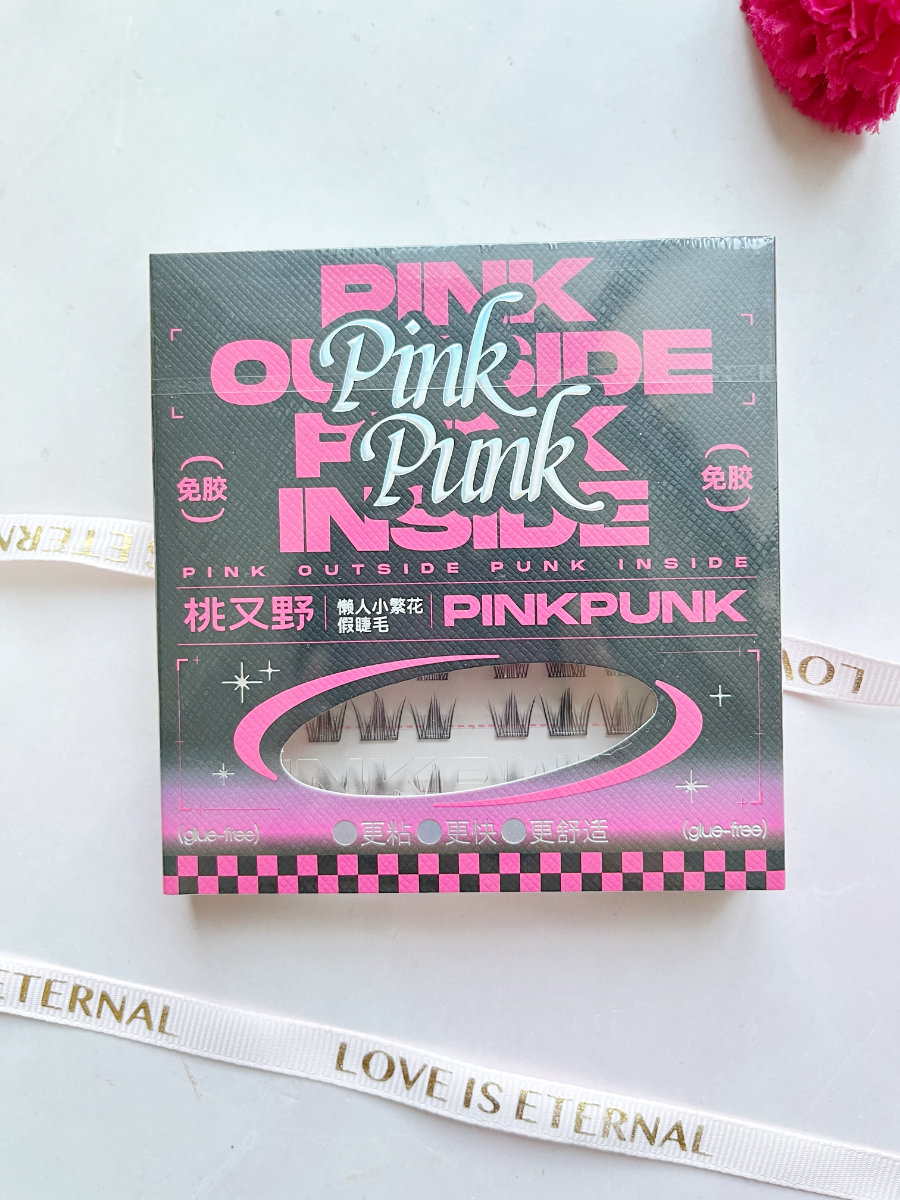 PINK
OUTSIDE
PUNK
INSIDE
Pink
Punk
免胶
免胶
PINK OUTSIDE PUNK INSIDE
桃又野
懒人小繁花
假睫毛
PINKPUNK
(glue-free)
更粘 更快 更舒适
(glue-free)
ETERN
LOV
ETERNAL
LOVE IS ETERNAL